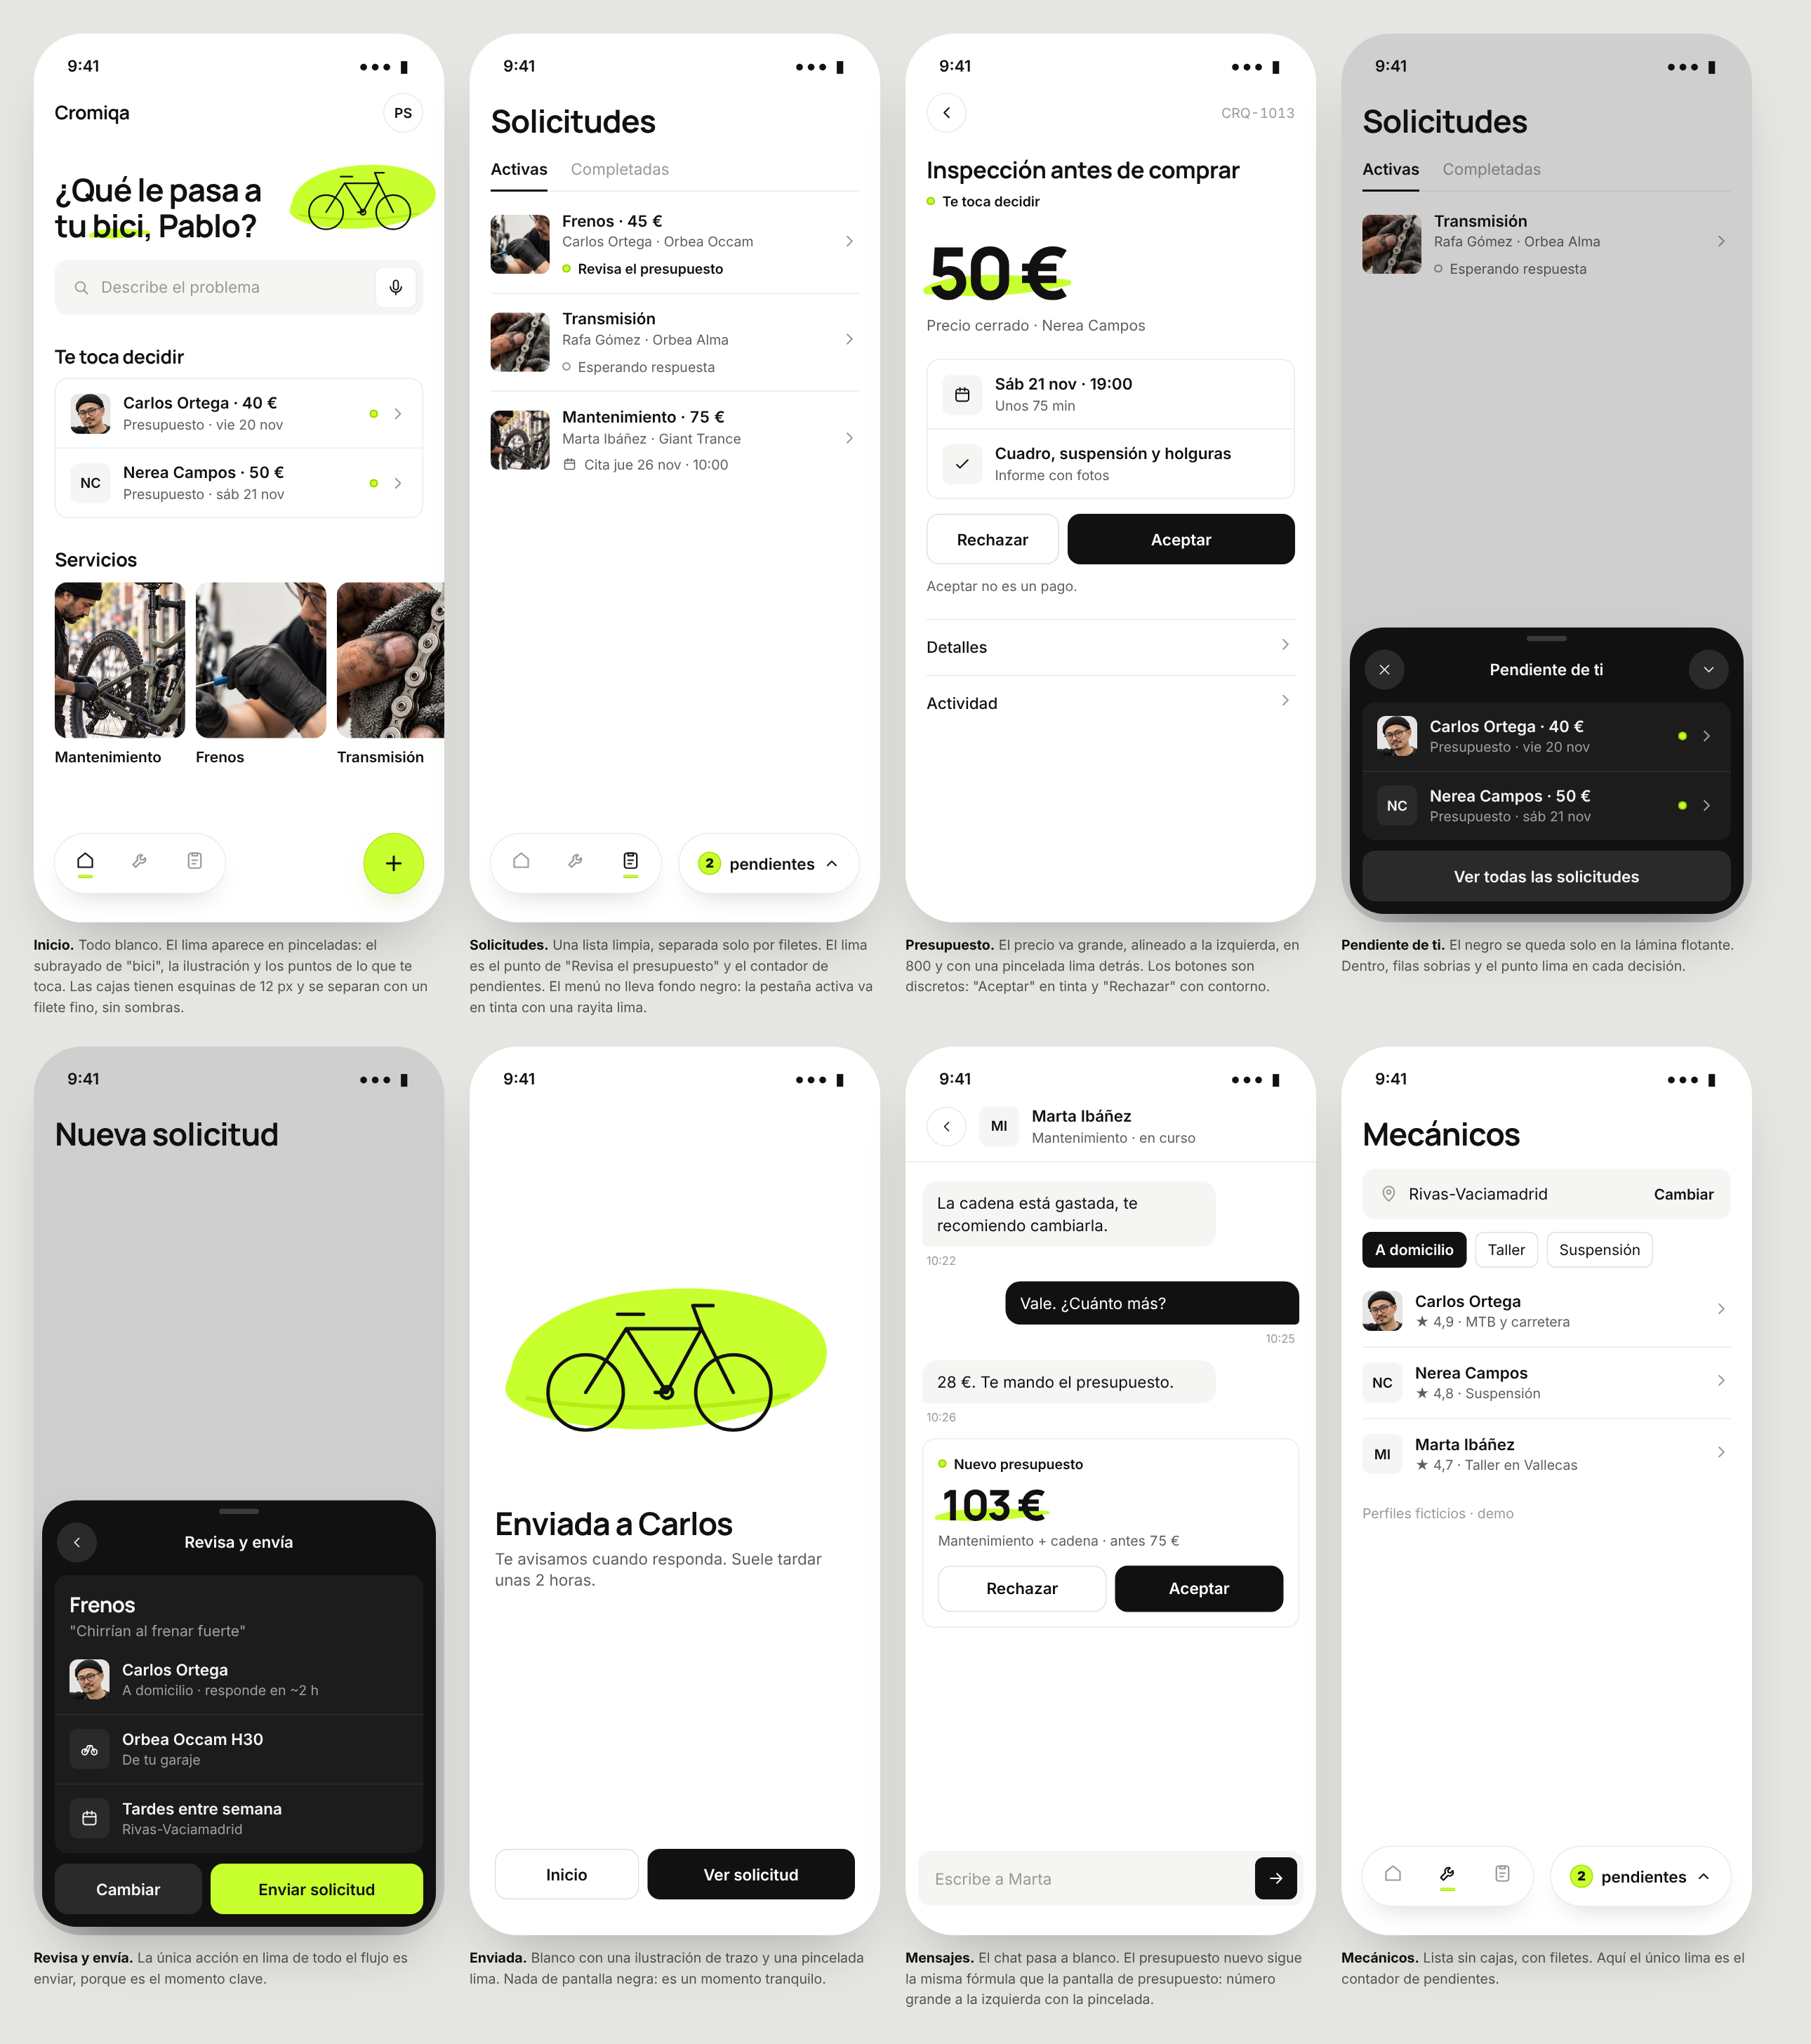 9:41
Cromiqa
PS
¿Qué le pasa a
tu bici, Pablo?
Describe el problema
Te toca decidir
Carlos Ortega · 40 €
Presupuesto · vie 20 nov
NC
Nerea Campos · 50 €
Presupuesto · sáb 21 nov
Servicios
Mantenimiento
Frenos
Transmisión
Inicio. Todo blanco. El lima aparece en pinceladas: el
subrayado de "bici", la ilustración y los puntos de lo que te
toca. Las cajas tienen esquinas de 12 px y se separan con un
filete fino, sin sombras.
9:41
Solicitudes
Activas
Completadas
Frenos · 45 €
Carlos Ortega · Orbea Occam
Revisa el presupuesto
Transmisión
Rafa Gómez · Orbea Alma
Esperando respuesta
Mantenimiento · 75 €
Marta Ibáñez · Giant Trance
Cita jue 26 nov · 10:00
2 pendientes
Solicitudes. Una lista limpia, separada solo por filetes. El lima
es el punto de "Revisa el presupuesto" y el contador de
pendientes. El menú no lleva fondo negro: la pestaña activa va
en tinta con una rayita lima.
9:41
CRQ-1013
Inspección antes de comprar
Te toca decidir
50 €
Precio cerrado · Nerea Campos
Sáb 21 nov · 19:00
Unos 75 min
Cuadro, suspensión y holguras
Informe con fotos
Rechazar
Aceptar
Aceptar no es un pago.
Detalles
Actividad
Presupuesto. El precio va grande, alineado a la izquierda, en
800 y con una pincelada lima detrás. Los botones son
discretos: "Aceptar" en tinta y "Rechazar" con contorno.
9:41
Solicitudes
Activas
Completadas
Transmisión
Rafa Gómez · Orbea Alma
Esperando respuesta
Pendiente de ti
Carlos Ortega · 40 €
Presupuesto · vie 20 nov
NC
Nerea Campos · 50 €
Presupuesto · sáb 21 nov
Ver todas las solicitudes
Pendiente de ti. El negro se queda solo en la lámina flotante.
Dentro, filas sobrias y el punto lima en cada decisión.
9:41
Nueva solicitud
Revisa y envía
Frenos
"Chirrían al frenar fuerte"
Carlos Ortega
A domicilio · responde en ~2 h
Orbea Occam H30
De tu garaje
Tardes entre semana
Rivas-Vaciamadrid
Cambiar
Enviar solicitud
Revisa y envía. La única acción en lima de todo el flujo es
enviar, porque es el momento clave.
9:41
Enviada a Carlos
Te avisamos cuando responda. Suele tardar
unas 2 horas.
Inicio
Ver solicitud
Enviada. Blanco con una ilustración de trazo y una pincelada
lima. Nada de pantalla negra: es un momento tranquilo.
9:41
MI
Marta Ibáñez
Mantenimiento · en curso
La cadena está gastada, te
recomiendo cambiarla.
10:22
Vale. ¿Cuánto más?
10:25
28 €. Te mando el presupuesto.
10:26
Nuevo presupuesto
103 €
Mantenimiento + cadena · antes 75 €
Rechazar
Aceptar
Escribe a Marta
Mensajes. El chat pasa a blanco. El presupuesto nuevo sigue
la misma fórmula que la pantalla de presupuesto: número
grande a la izquierda con la pincelada.
9:41
Mecánicos
Rivas-Vaciamadrid
Cambiar
A domicilio
Taller
Suspensión
Carlos Ortega
★ 4,9 · MTB y carretera
NC
Nerea Campos
★ 4,8 · Suspensión
MI
Marta Ibáñez
★ 4,7 · Taller en Vallecas
Perfiles ficticios · demo
2 pendientes
Mecánicos. Lista sin cajas, con filetes. Aquí el único lima es el
contador de pendientes.